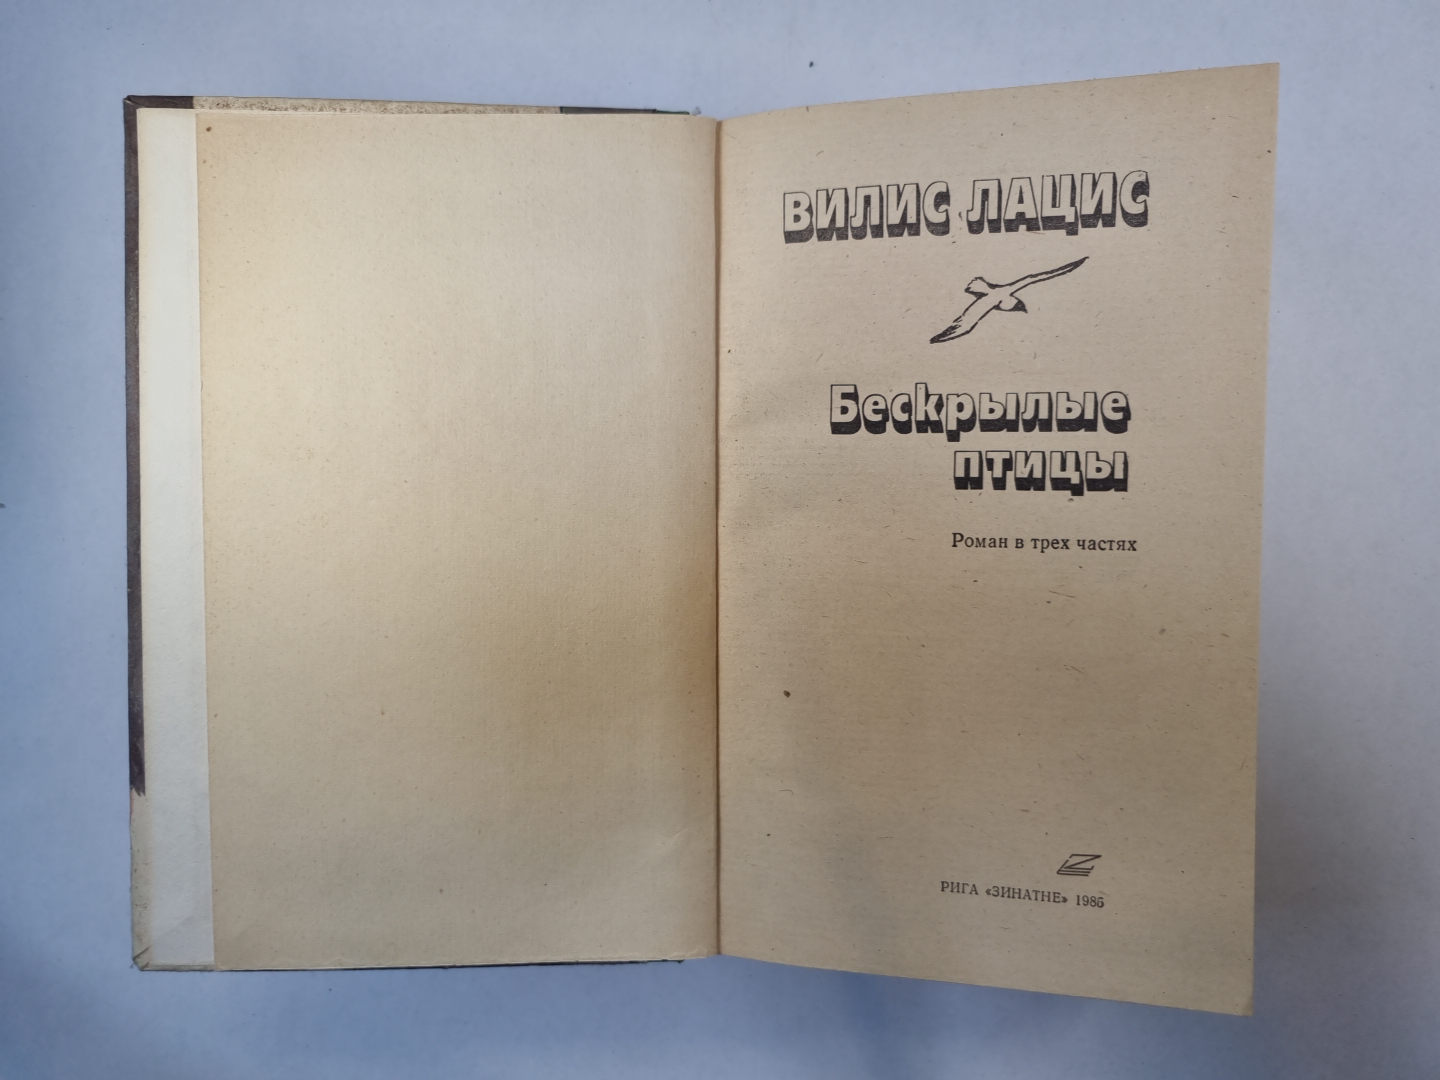 ВИЛИС ЛАЦИС
Бескрылые
птицы
Роман в трех частях
РИГА «ЗИНАТНЕ» 1986